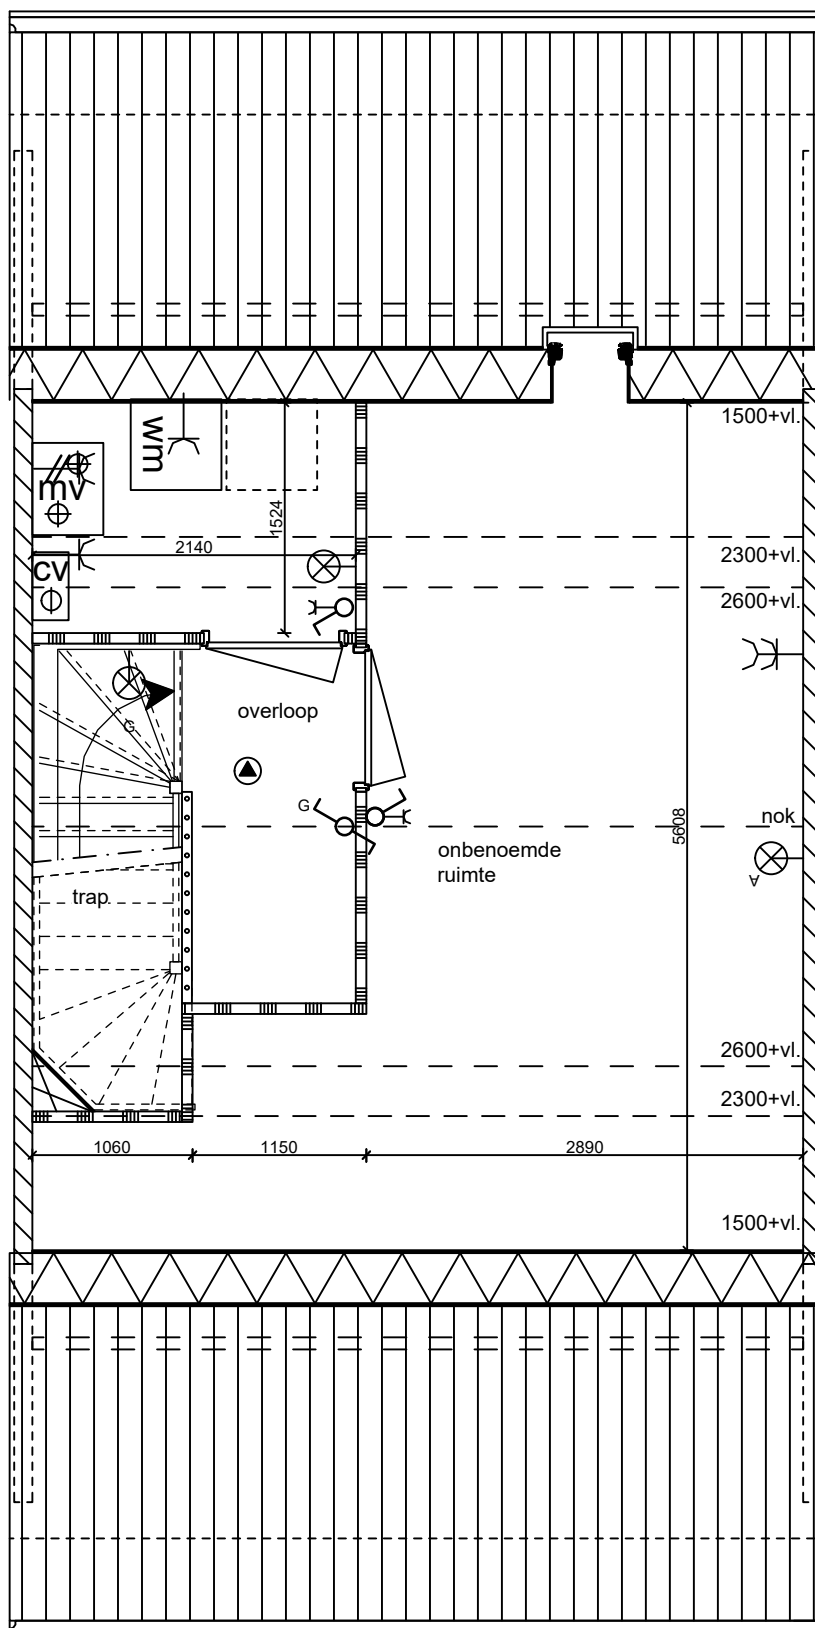 1500+vl.
wm
mv
1524
2140
2300+vl.
cv
2600+vl.
overloop
G
G
nok
5608
onbenoemde
ruimte
A
trap
2600+vl.
2300+vl.
1060
1150
2890
1500+vl.